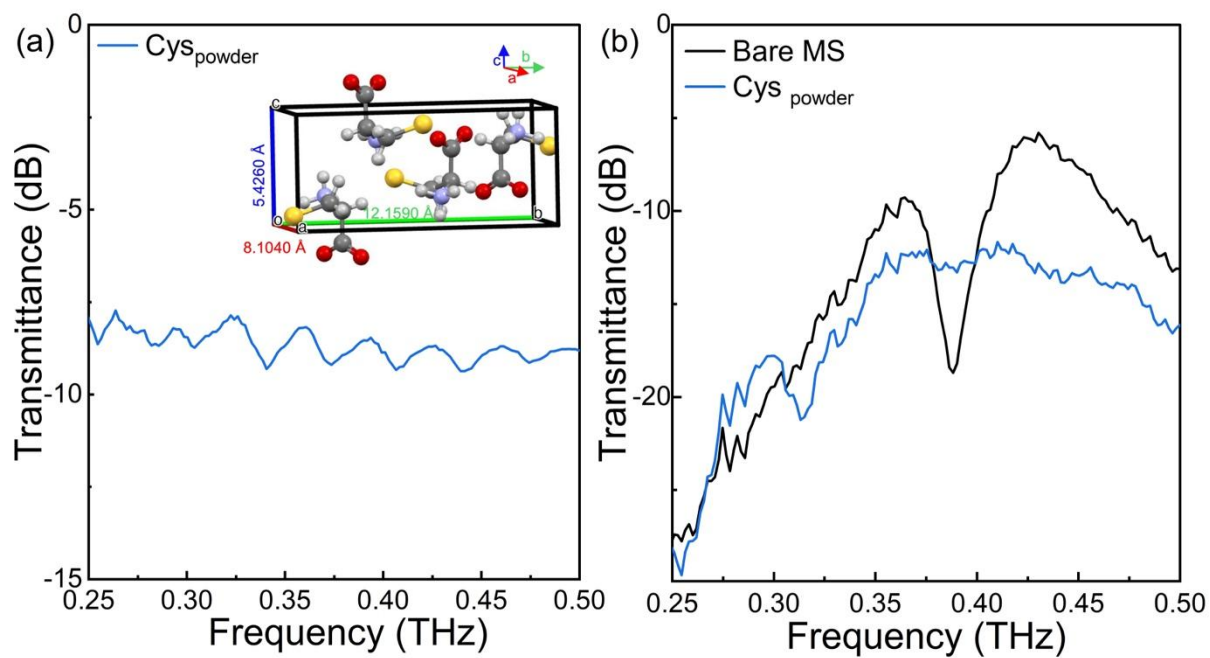 (a)
0
-5
-10
-15
Transmittance (dB)
Cys powder
c
b
a
c
5.4260 Å
o
a
8.1040 Å
12.1590 Å
b
0.25
0.30
0.35
0.40
0.45
0.50
Frequency (THz)
(b)
0
-10
-20
Transmittance (dB)
Bare MS
Cys powder
0.25
0.30
0.35
0.40
0.45
0.50
Frequency (THz)